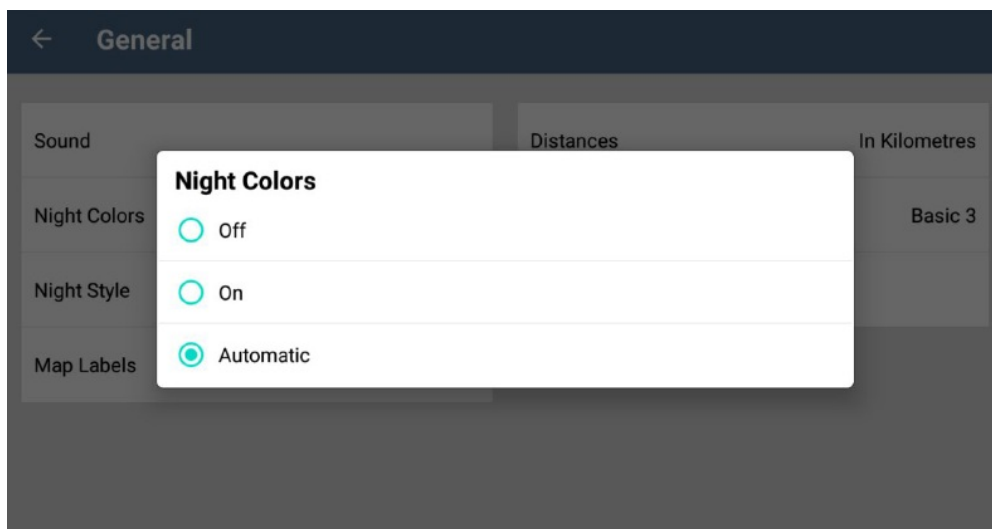 General
Sound
Distances
In Kilometres
Night Colors
Basic 3
Night Style
Map Labels
Night Colors
Off
On
Automatic